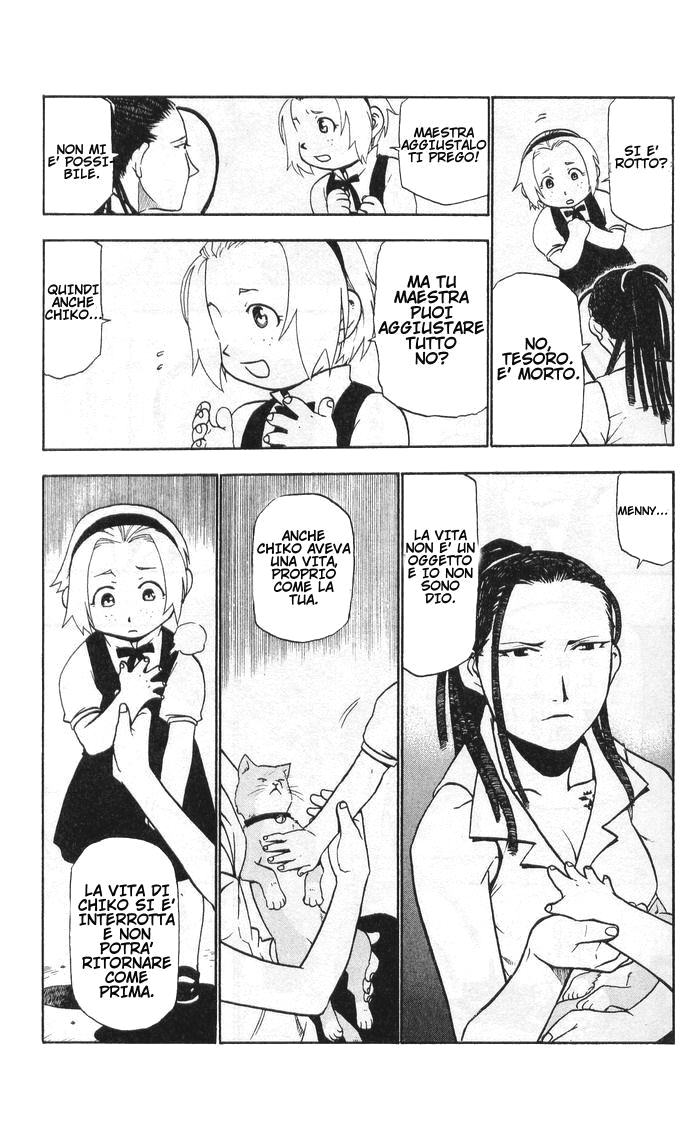 SI E'
ROTTO?
NO,
TESORO.
E' MORTO.
MAESTRA
AGGIUSTALO
TI PREGO!
NON MI
E' POSSI-
BILE.
MA TU
MAESTRA
PUOI
AGGIUSTARE
TUTTO
NO?
QUINDI
ANCHE
CHIKO...
MENNY...
LA VITA
NON E' UN
OGGETTO
E IO NON
SONO
DIO.
ANCHE
CHIKO AVEVA
UNA VITA,
PROPRIO
COME LA
TUA.
LA VITA DI
CHIKO SI E'
INTERROTTA
E NON
POTRA'
RITORNARE
COME
PRIMA.